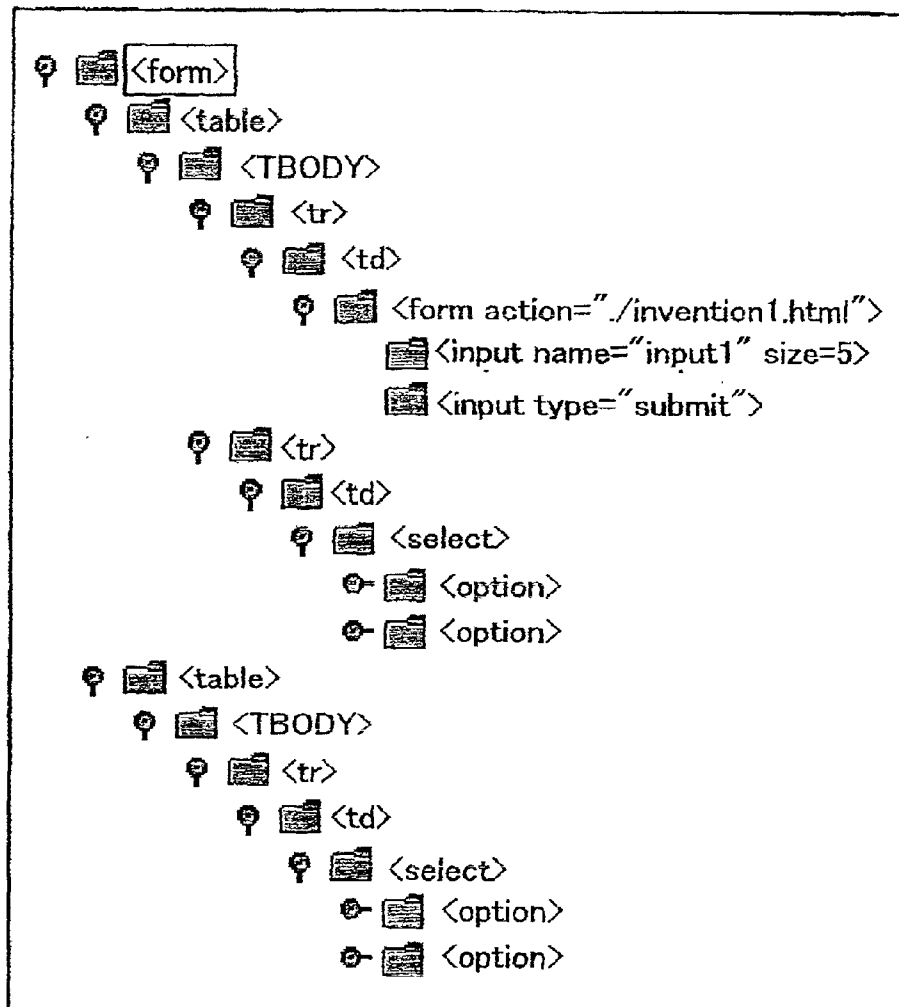 <form>
<table>
<TBODY>
<tr>
<td>
<form action="./invention1.html">
<input name="input1" size=5>
<input type="submit">
<tr>
<td>
<select>
<option>
<option>
<table>
<TBODY>
<tr>
<td>
<select>
<option>
<option>